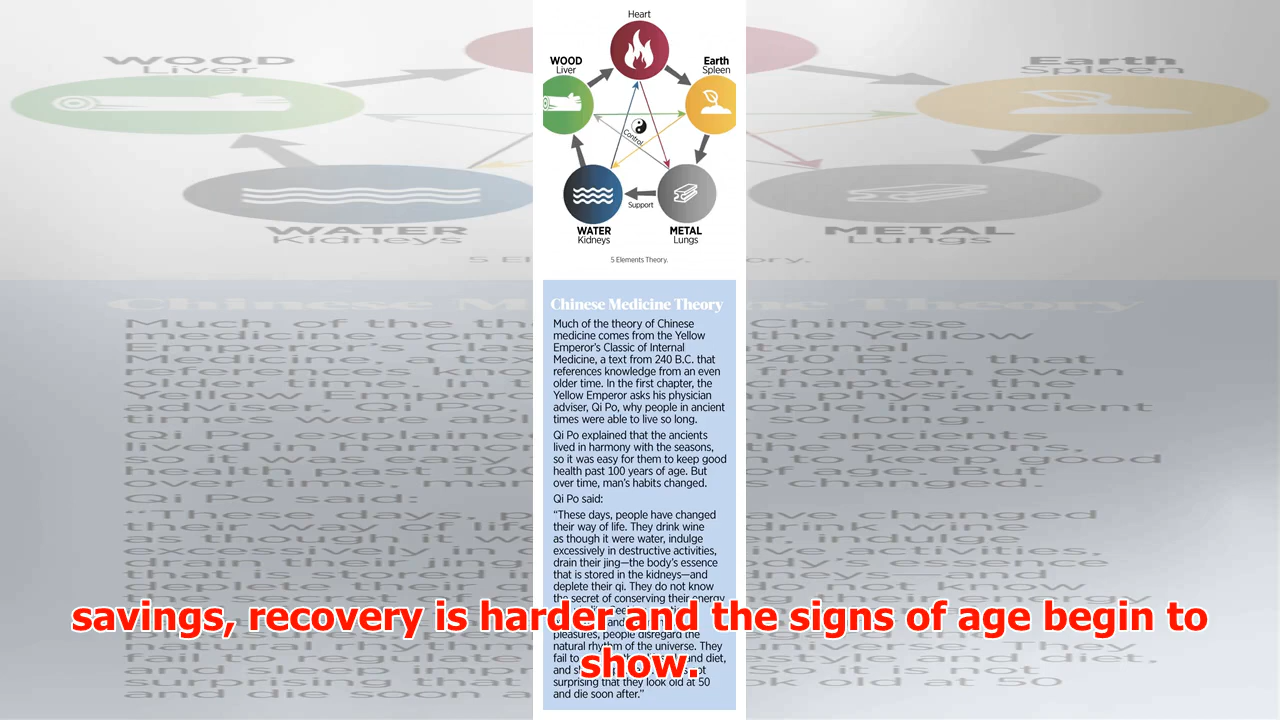 Heart
WOOD
Liver
Earth
Spleen
Control
WATER
Kidneys
Support
METAL
Lungs
5 Elements Theory.
Chinese Medicine Theory
Much of the theory of Chinese
medicine comes from the Yellow
Emperor's Classic of Internal
Medicine, a text from 240 B.C. that
references knowledge from an even
older time. In the first chapter, the
Yellow Emperor asks his physician
adviser, Qi Po, why people in ancient
times were able to live so long.
Qi Po explained that the ancients
lived in harmony with the seasons,
so it was easy for them to keep good
health past 100 years of age. But
over time, man's habits changed.
Qi Po said:
“These days, people have changed
their way of life. They drink wine
as though it were water, indulge
excessively in destructive activities,
drain their jing—the body's essence
that is stored in the kidneys—and
deplete their qi. They do not know
the secret of conserving their energy
savings, recovery is harder and the signs of age begin to
show.
pleasures, people disregard the
natural rhythm of the universe. They
fail to and diet,
and
surprising that they look old at 50
and die soon after.”